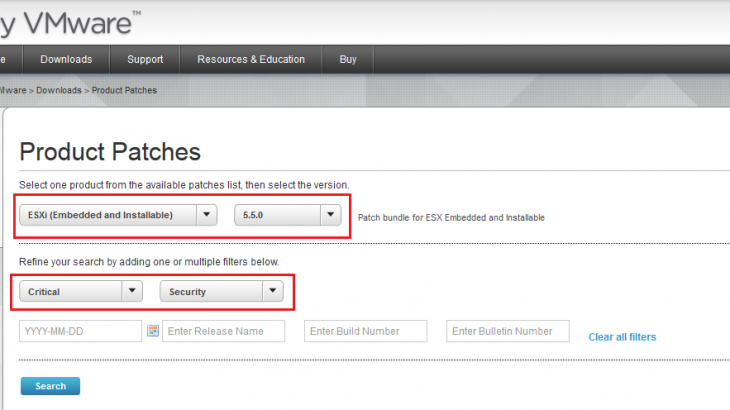 y VMware™
e Downloads Support Resources & Education Buy
Mware > Downloads > Product Patches
Product Patches
Select one product from the available patches list, then select the version.
ESXi (Embedded and Installable) 5.5.0 Patch bundle for ESX Embedded and Installable
Refine your search by adding one or multiple filters below.
Critical Security
YYYY-MM-DD Enter Release Name Enter Build Number Enter Bulletin Number Clear all filters
Search